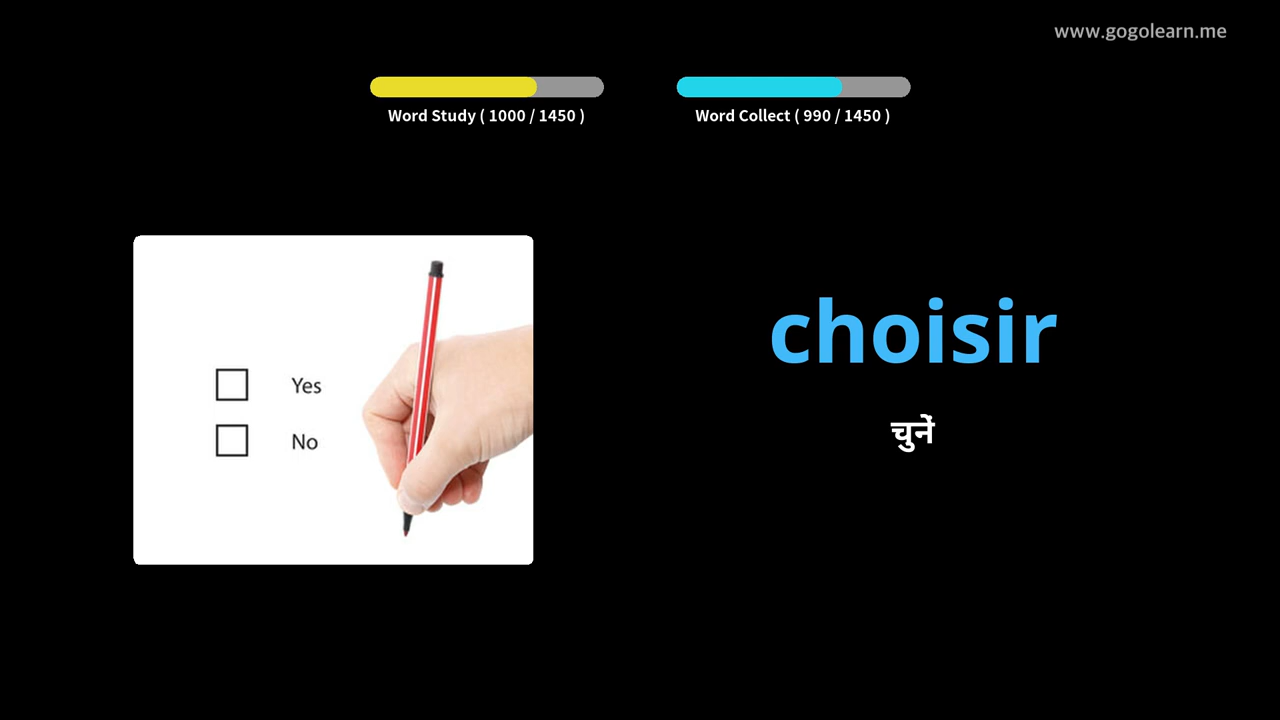 www.gogolearn.me
Word Study ( 1000 / 1450 )
Word Collect ( 990 / 1450 )
Yes
No
choisir
चुनें